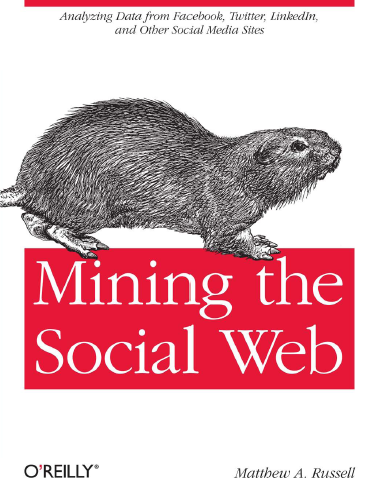 Analyzing Data from Facebook, Twitter, LinkedIn,
and Other Social Media Sites
Mining the
Social Web
O'REILLY®
Matthew A. Russell